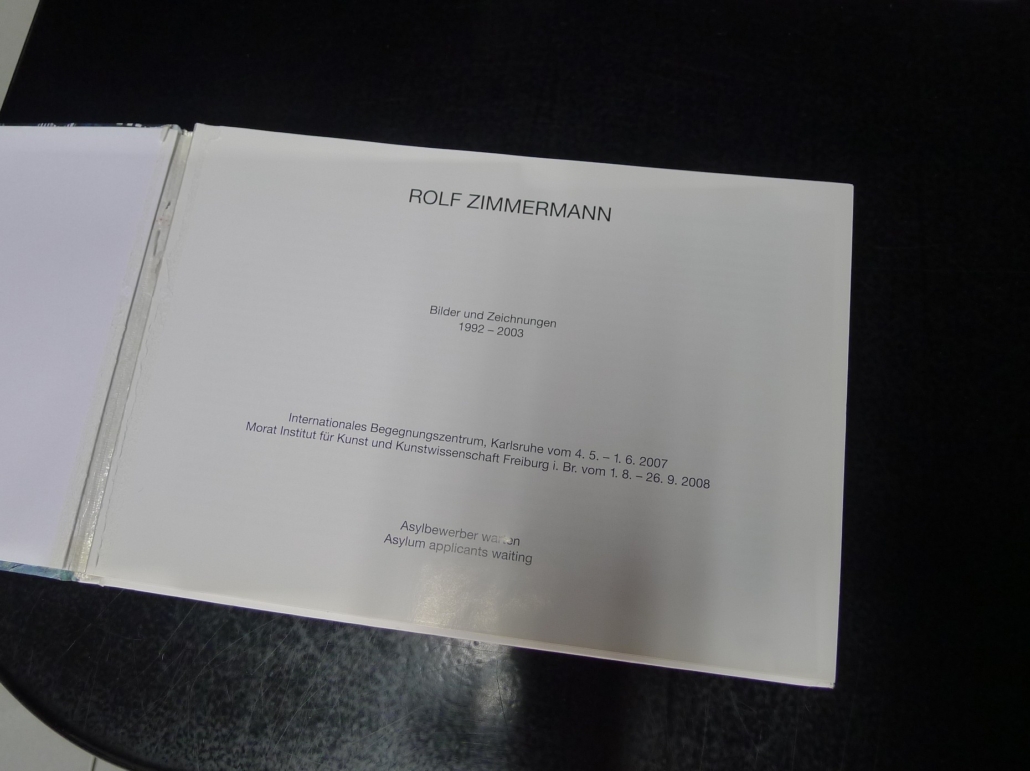 ROLF ZIMMERMANN
Bilder und Zeichnungen
1992 – 2003
Internationales Begegnungszentrum, Karlsruhe vom 4. 5. – 1. 6. 2007
Morat Institut für Kunst und Kunstwissenschaft Freiburg i. Br. vom 1. 8. – 26. 9. 2008
Asylbewerber warten
Asylum applicants waiting